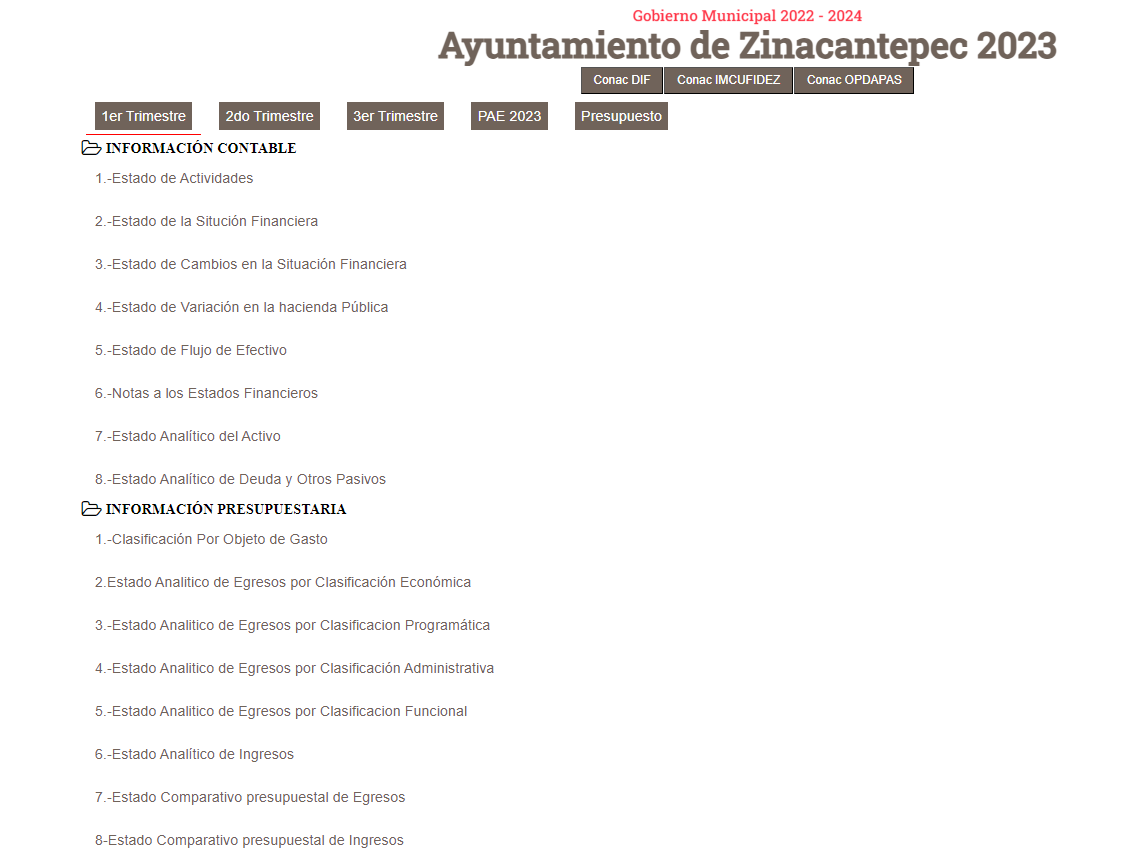 Gobierno Municipal 2022 - 2024
Ayuntamiento de Zinacantepec 2023
Conac DIF Conac IMCUFIDEZ Conac OPDAPAS
1er Trimestre 2do Trimestre 3er Trimestre PAE 2023 Presupuesto
INFORMACIÓN CONTABLE
1.-Estado de Actividades
2.-Estado de la Situción Financiera
3.-Estado de Cambios en la Situación Financiera
4.-Estado de Variación en la hacienda Pública
5.-Estado de Flujo de Efectivo
6.-Notas a los Estados Financieros
7.-Estado Analítico del Activo
8.-Estado Analítico de Deuda y Otros Pasivos
INFORMACIÓN PRESUPUESTARIA
1.-Clasificación Por Objeto de Gasto
2.Estado Analitico de Egresos por Clasificación Económica
3.-Estado Analitico de Egresos por Clasificacion Programática
4.-Estado Analitico de Egresos por Clasificación Administrativa
5.-Estado Analitico de Egresos por Clasificacion Funcional
6.-Estado Analítico de Ingresos
7.-Estado Comparativo presupuestal de Egresos
8-Estado Comparativo presupuestal de Ingresos